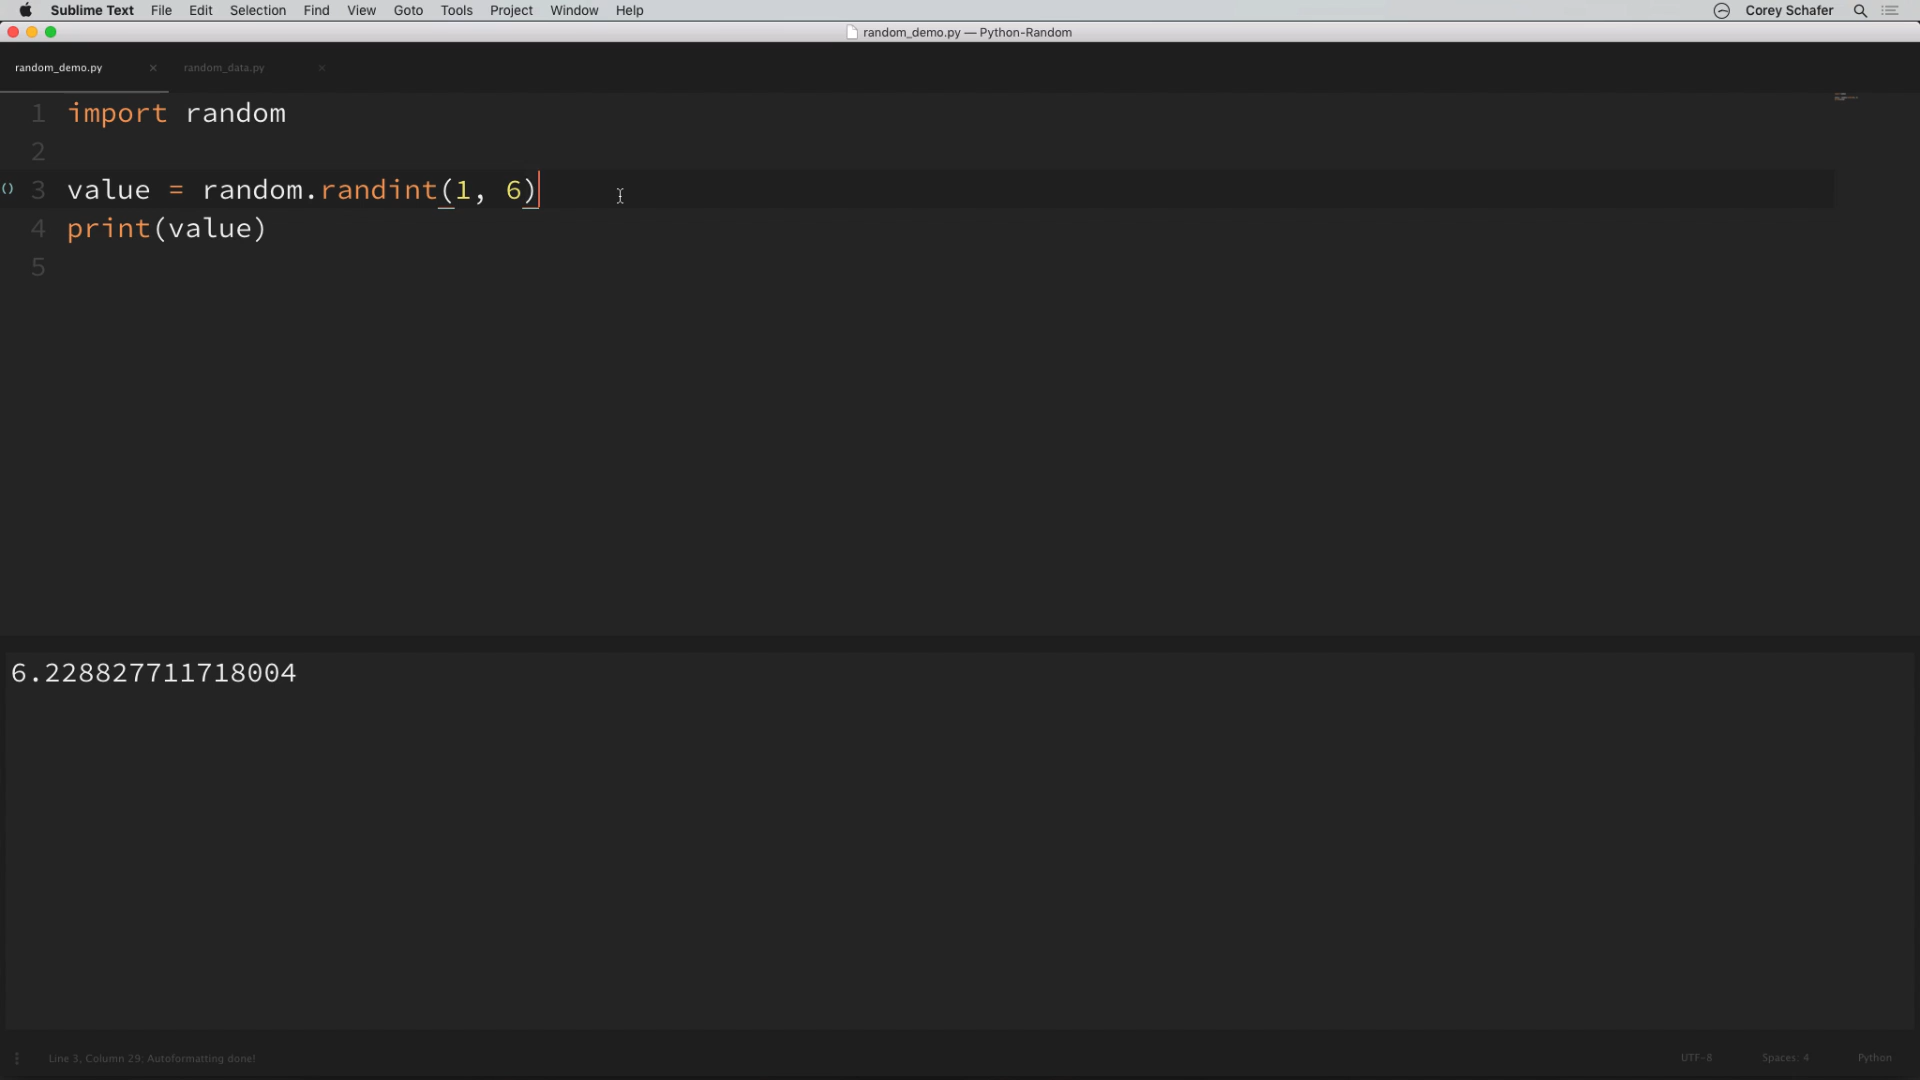 Sublime Text File Edit Selection Find View Goto Tools Project Window Help Corey Schafer
random_demo.py — Python-Random
random_demo.py × random_data.py ×
1 import random
2
() 3 value = random.randint(1, 6)
4 print(value)
5
6.228827711718004
Line 3, Column 29; Autoformatting done! UTF-8 Spaces: 4 Python